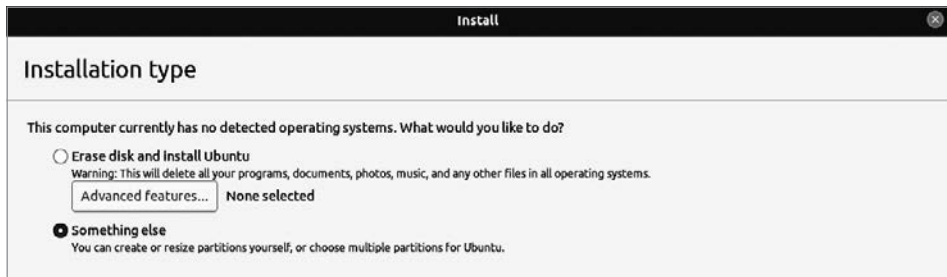 Install
Installation type
This computer currently has no detected operating systems. What would you like to do?
Erase disk and install Ubuntu
Warning: This will delete all your programs, documents, photos, music, and any other files in all operating systems.
Advanced features... None selected
Something else
You can create or resize partitions yourself, or choose multiple partitions for Ubuntu.